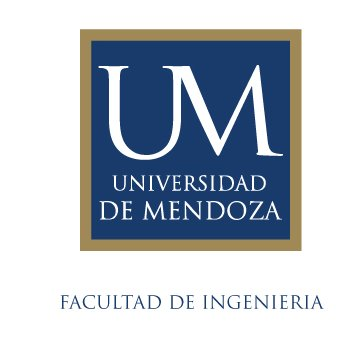 UM
UNIVERSIDAD
DE MENDOZA
FACULTAD DE INGENIERIA